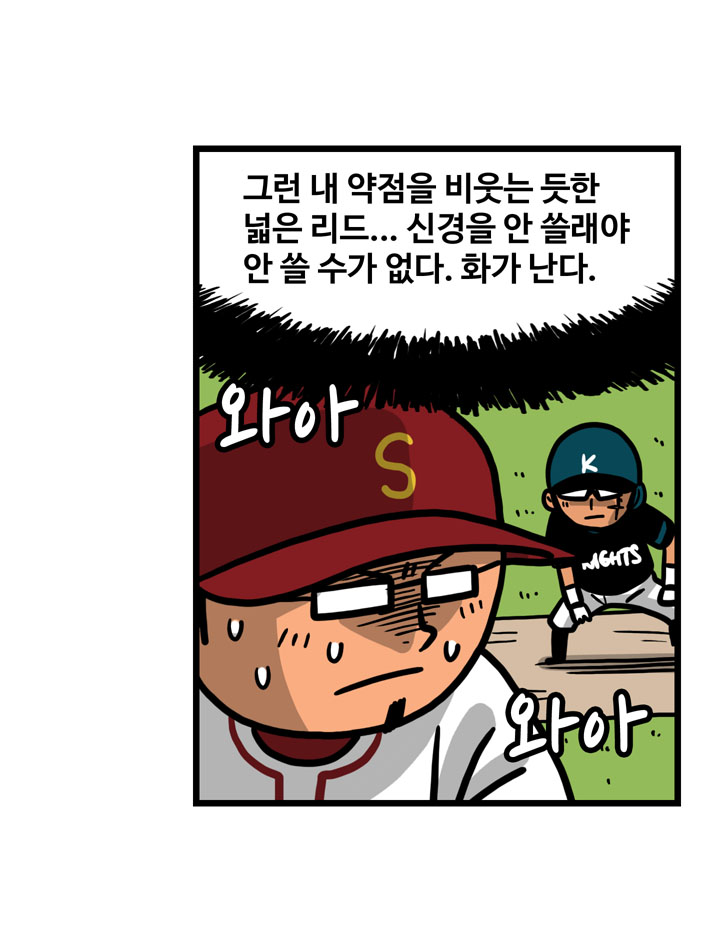 그런 내 약점을 비웃는 듯한
넓은 리드... 신경을 안 쓸래야
안 쓸 수가 없다. 화가 난다.
와아
S
K
KNIGHTS
와아